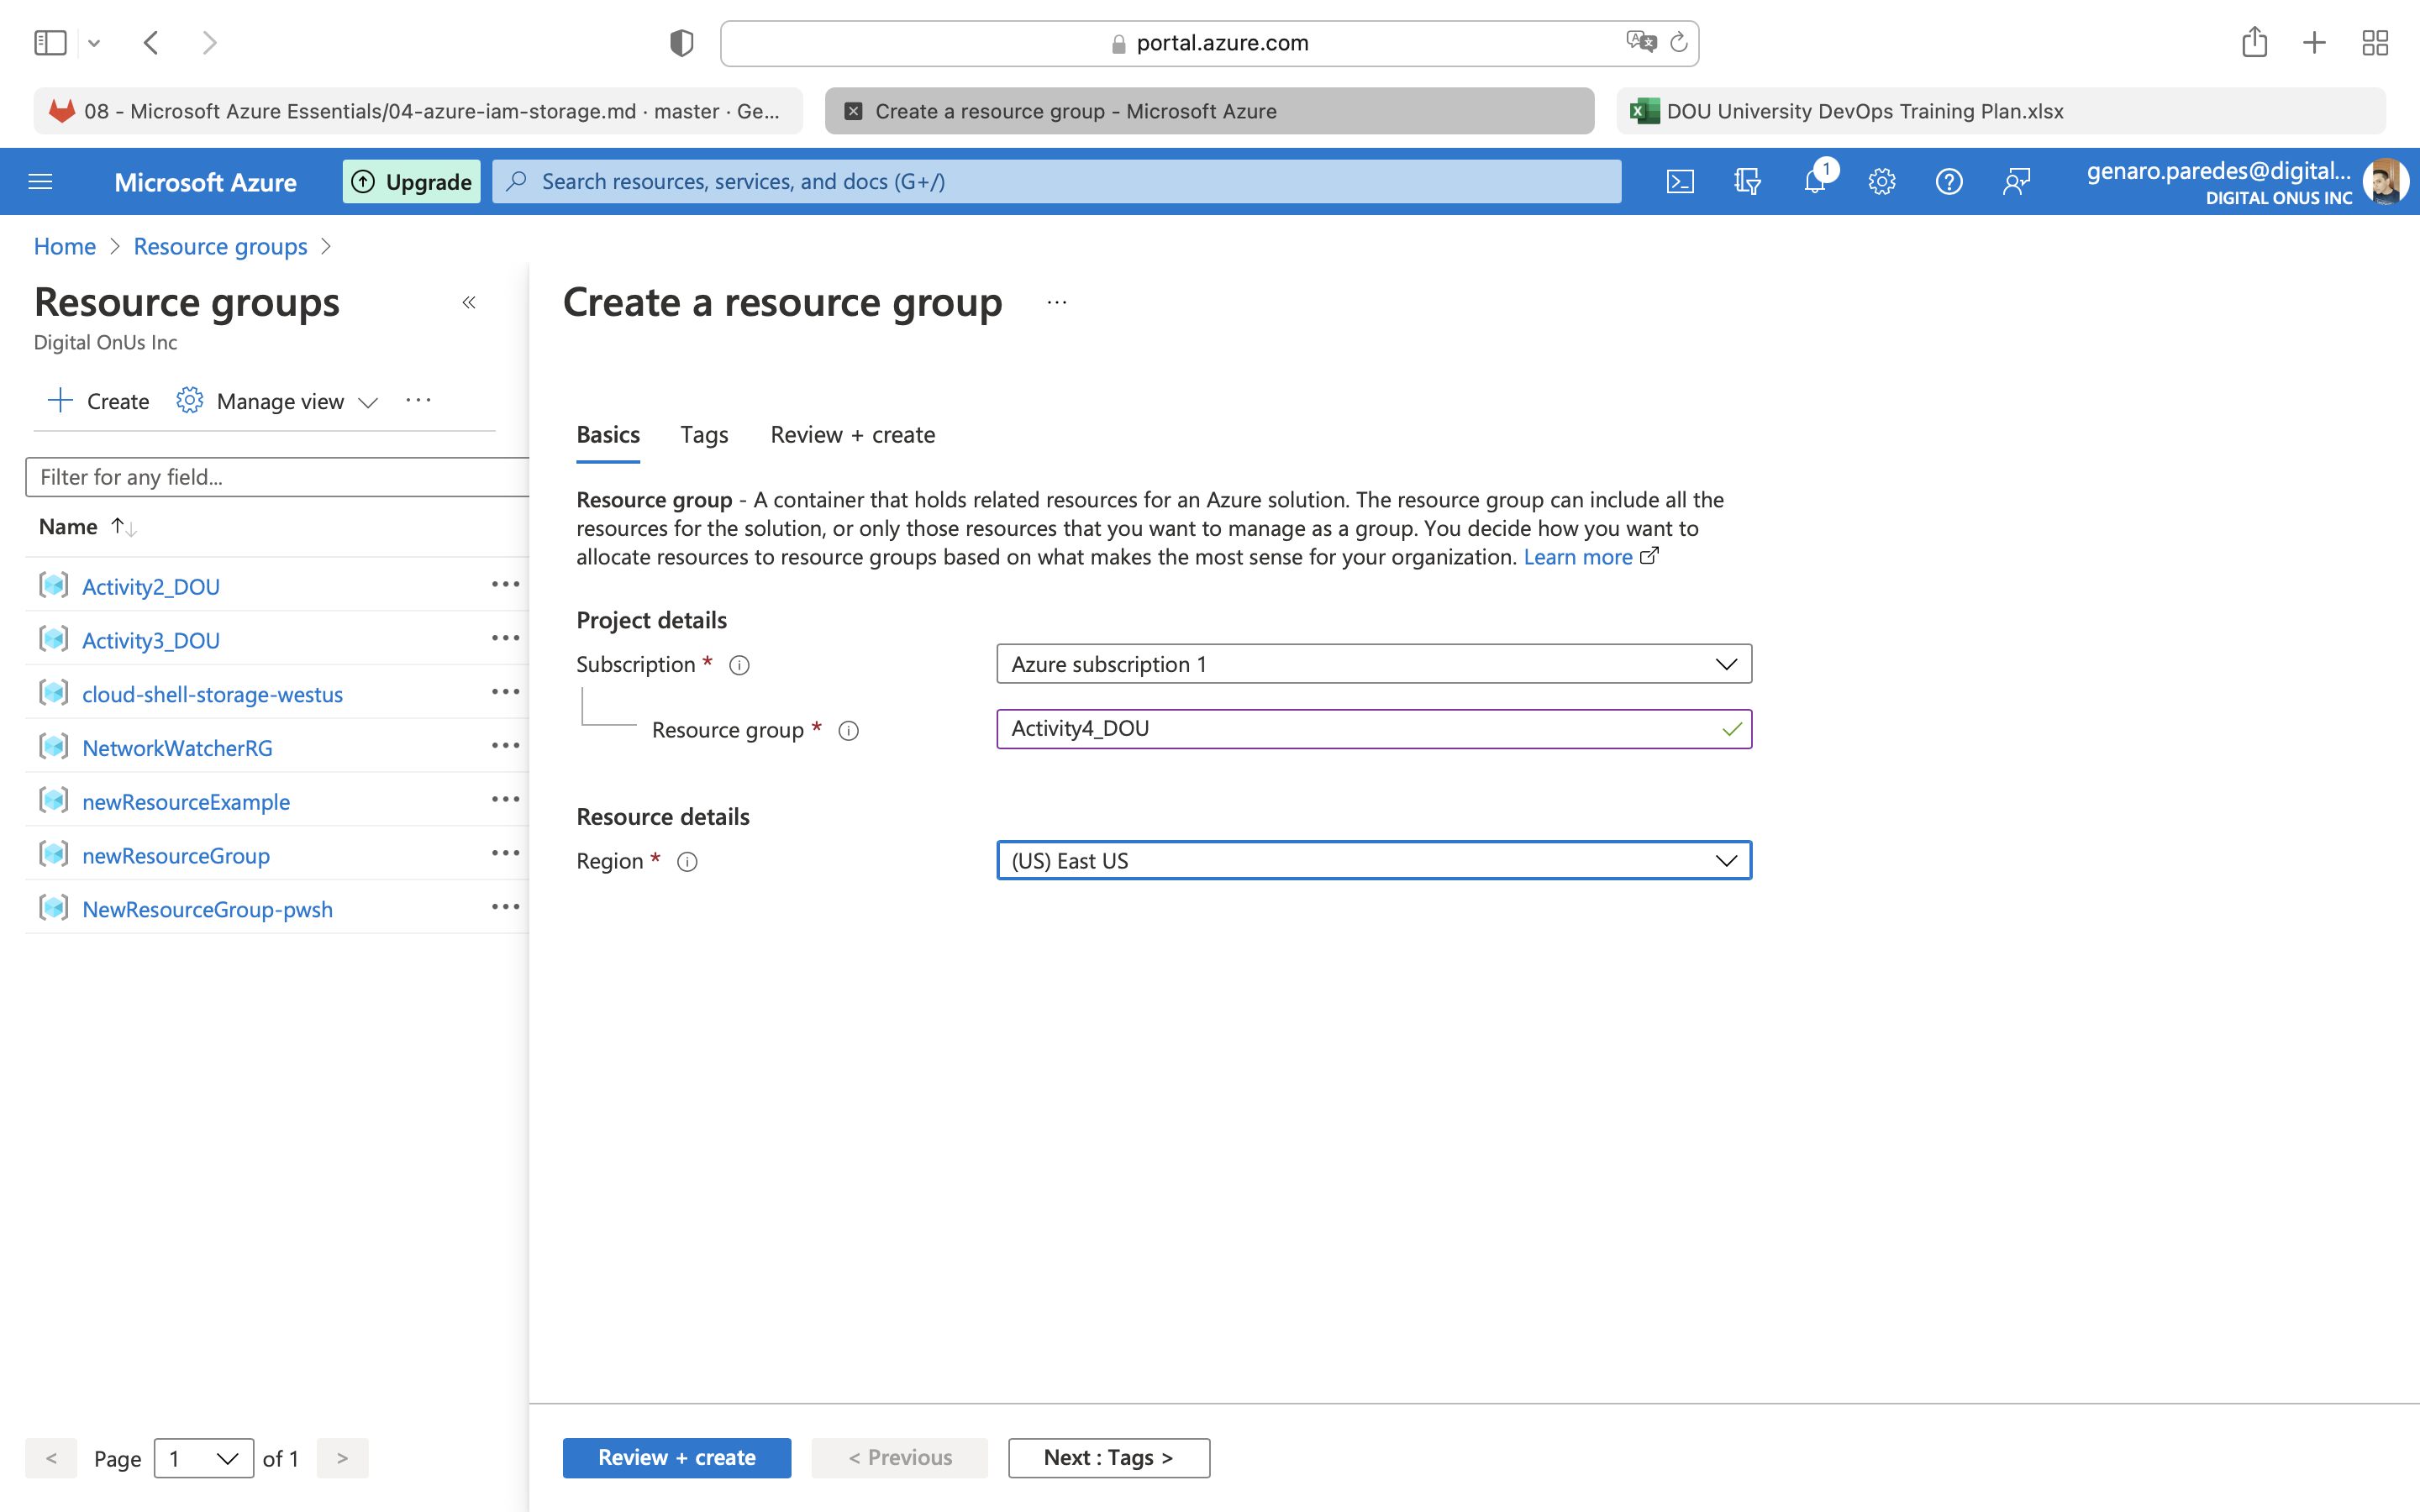 portal.azure.com
08 - Microsoft Azure Essentials/04-azure-iam-storage.md · master · Ge...
Create a resource group - Microsoft Azure
DOU University DevOps Training Plan.xlsx
Microsoft Azure
Upgrade
Search resources, services, and docs (G+/)
1
genaro.paredes@digital...
DIGITAL ONUS INC
Home > Resource groups >
Resource groups
«
Digital OnUs Inc
Create
Manage view
...
Filter for any field...
Name
Activity2_DOU
Activity3_DOU
cloud-shell-storage-westus
NetworkWatcherRG
newResourceExample
newResourceGroup
NewResourceGroup-pwsh
< Page 1 of 1 >
Create a resource group
...
Basics
Tags
Review + create
Resource group - A container that holds related resources for an Azure solution. The resource group can include all the
resources for the solution, or only those resources that you want to manage as a group. You decide how you want to
allocate resources to resource groups based on what makes the most sense for your organization. Learn more
Project details
Subscription *
Azure subscription 1
Resource group *
Activity4_DOU
Resource details
Region *
(US) East US
Review + create
< Previous
Next : Tags >